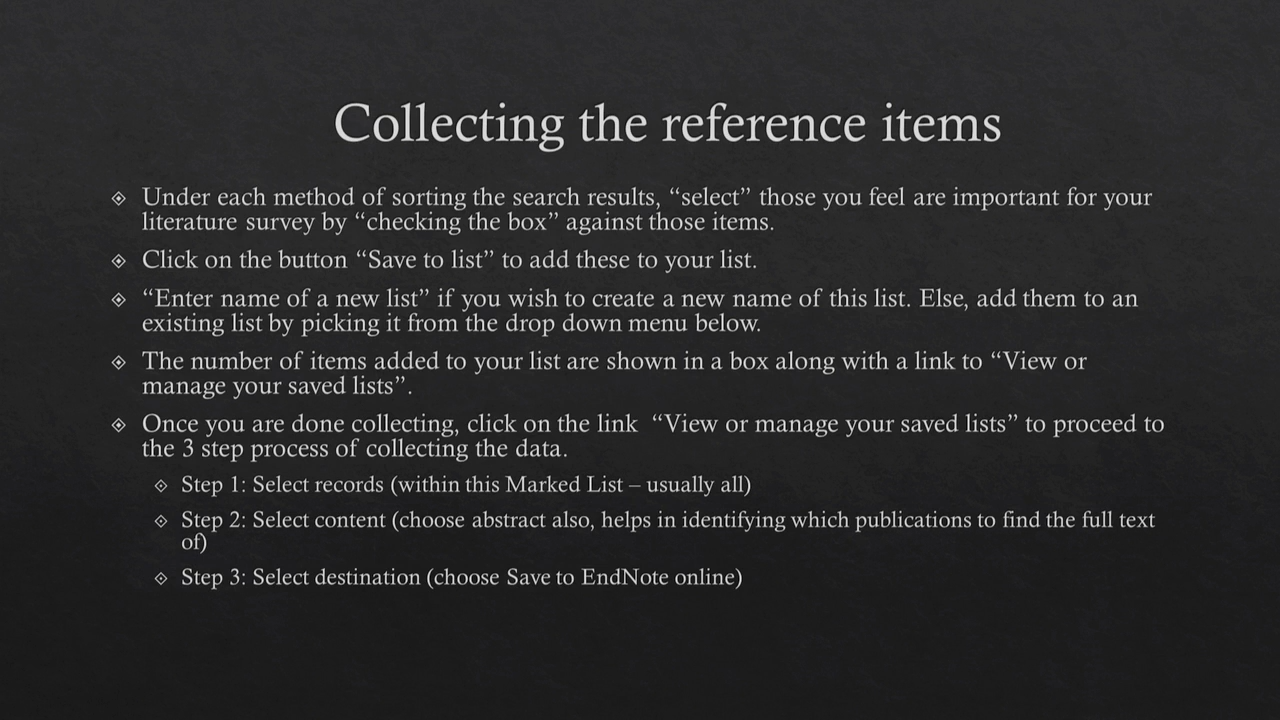 Collecting the reference items
Under each method of sorting the search results, “select” those you feel are important for your
literature survey by “checking the box” against those items.
Click on the button “Save to list” to add these to your list.
“Enter name of a new list” if you wish to create a new name of this list. Else, add them to an
existing list by picking it from the drop down menu below.
The number of items added to your list are shown in a box along with a link to “View or
manage your saved lists”.
Once you are done collecting, click on the link  “View or manage your saved lists” to proceed to
the 3 step process of collecting the data.
Step 1: Select records (within this Marked List – usually all)
Step 2: Select content (choose abstract also, helps in identifying which publications to find the full text
of)
Step 3: Select destination (choose Save to EndNote online)